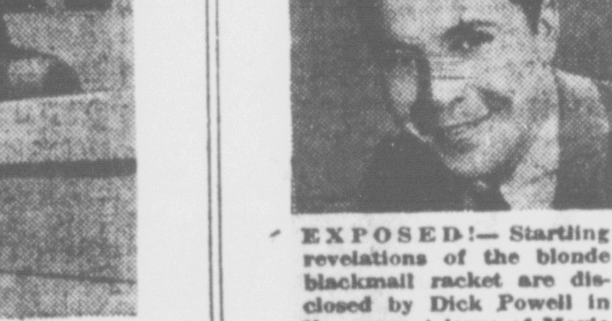 EXPOSED!— Startling
revelations of the blonde
blackmail racket are dis-
closed by Dick Powell in